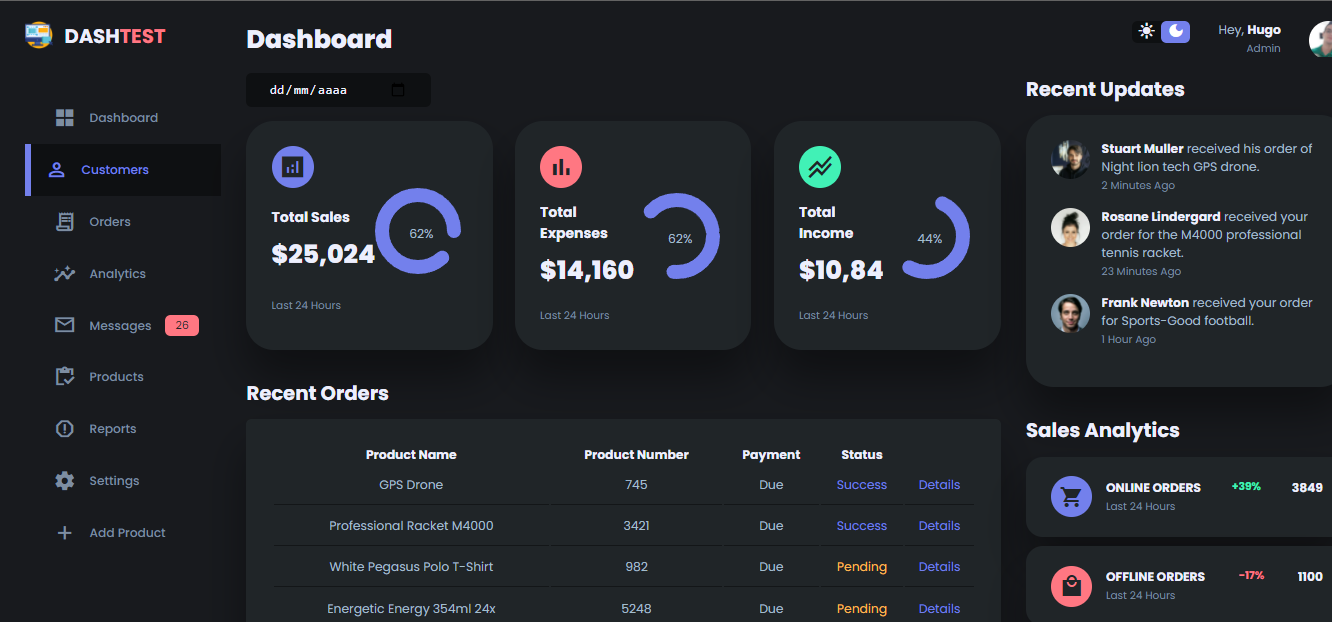 DASHTEST
Dashboard
Customers
Orders
Analytics
Messages 26
Products
Reports
Settings
Add Product
Dashboard
dd/mm/aaaa
Total Sales
$25,024
62%
Last 24 Hours
Total
Expenses
$14,160
62%
Last 24 Hours
Total
Income
$10,84
44%
Last 24 Hours
Recent Orders
Product Name Product Number Payment Status
GPS Drone 745 Due Success Details
Professional Racket M4000 3421 Due Success Details
White Pegasus Polo T-Shirt 982 Due Pending Details
Energetic Energy 354ml 24x 5248 Due Pending Details
Hey, Hugo
Admin
Recent Updates
Stuart Muller received his order of
Night lion tech GPS drone.
2 Minutes Ago
Rosane Lindergard received your
order for the M4000 professional
tennis racket.
23 Minutes Ago
Frank Newton received your order
for Sports-Good football.
1 Hour Ago
Sales Analytics
ONLINE ORDERS +39% 3849
Last 24 Hours
OFFLINE ORDERS -17% 1100
Last 24 Hours